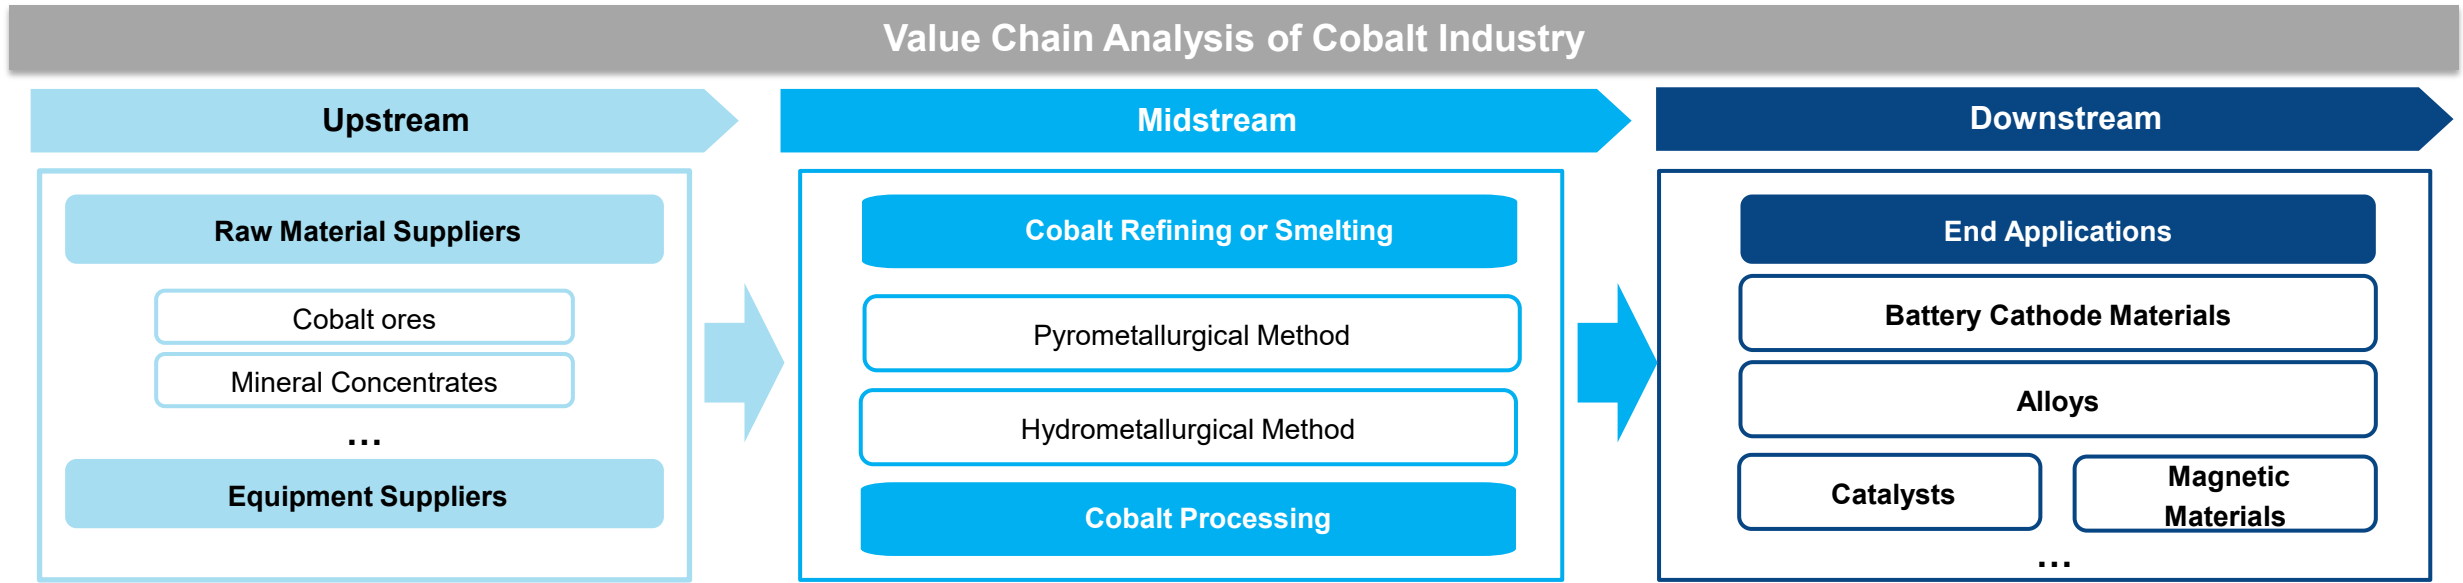 Value Chain Analysis of Cobalt Industry
Upstream
Midstream
Downstream
Raw Material Suppliers
Cobalt ores
Mineral Concentrates
...
Equipment Suppliers
Cobalt Refining or Smelting
Pyrometallurgical Method
Hydrometallurgical Method
Cobalt Processing
End Applications
Battery Cathode Materials
Alloys
Catalysts
Magnetic
Materials
...